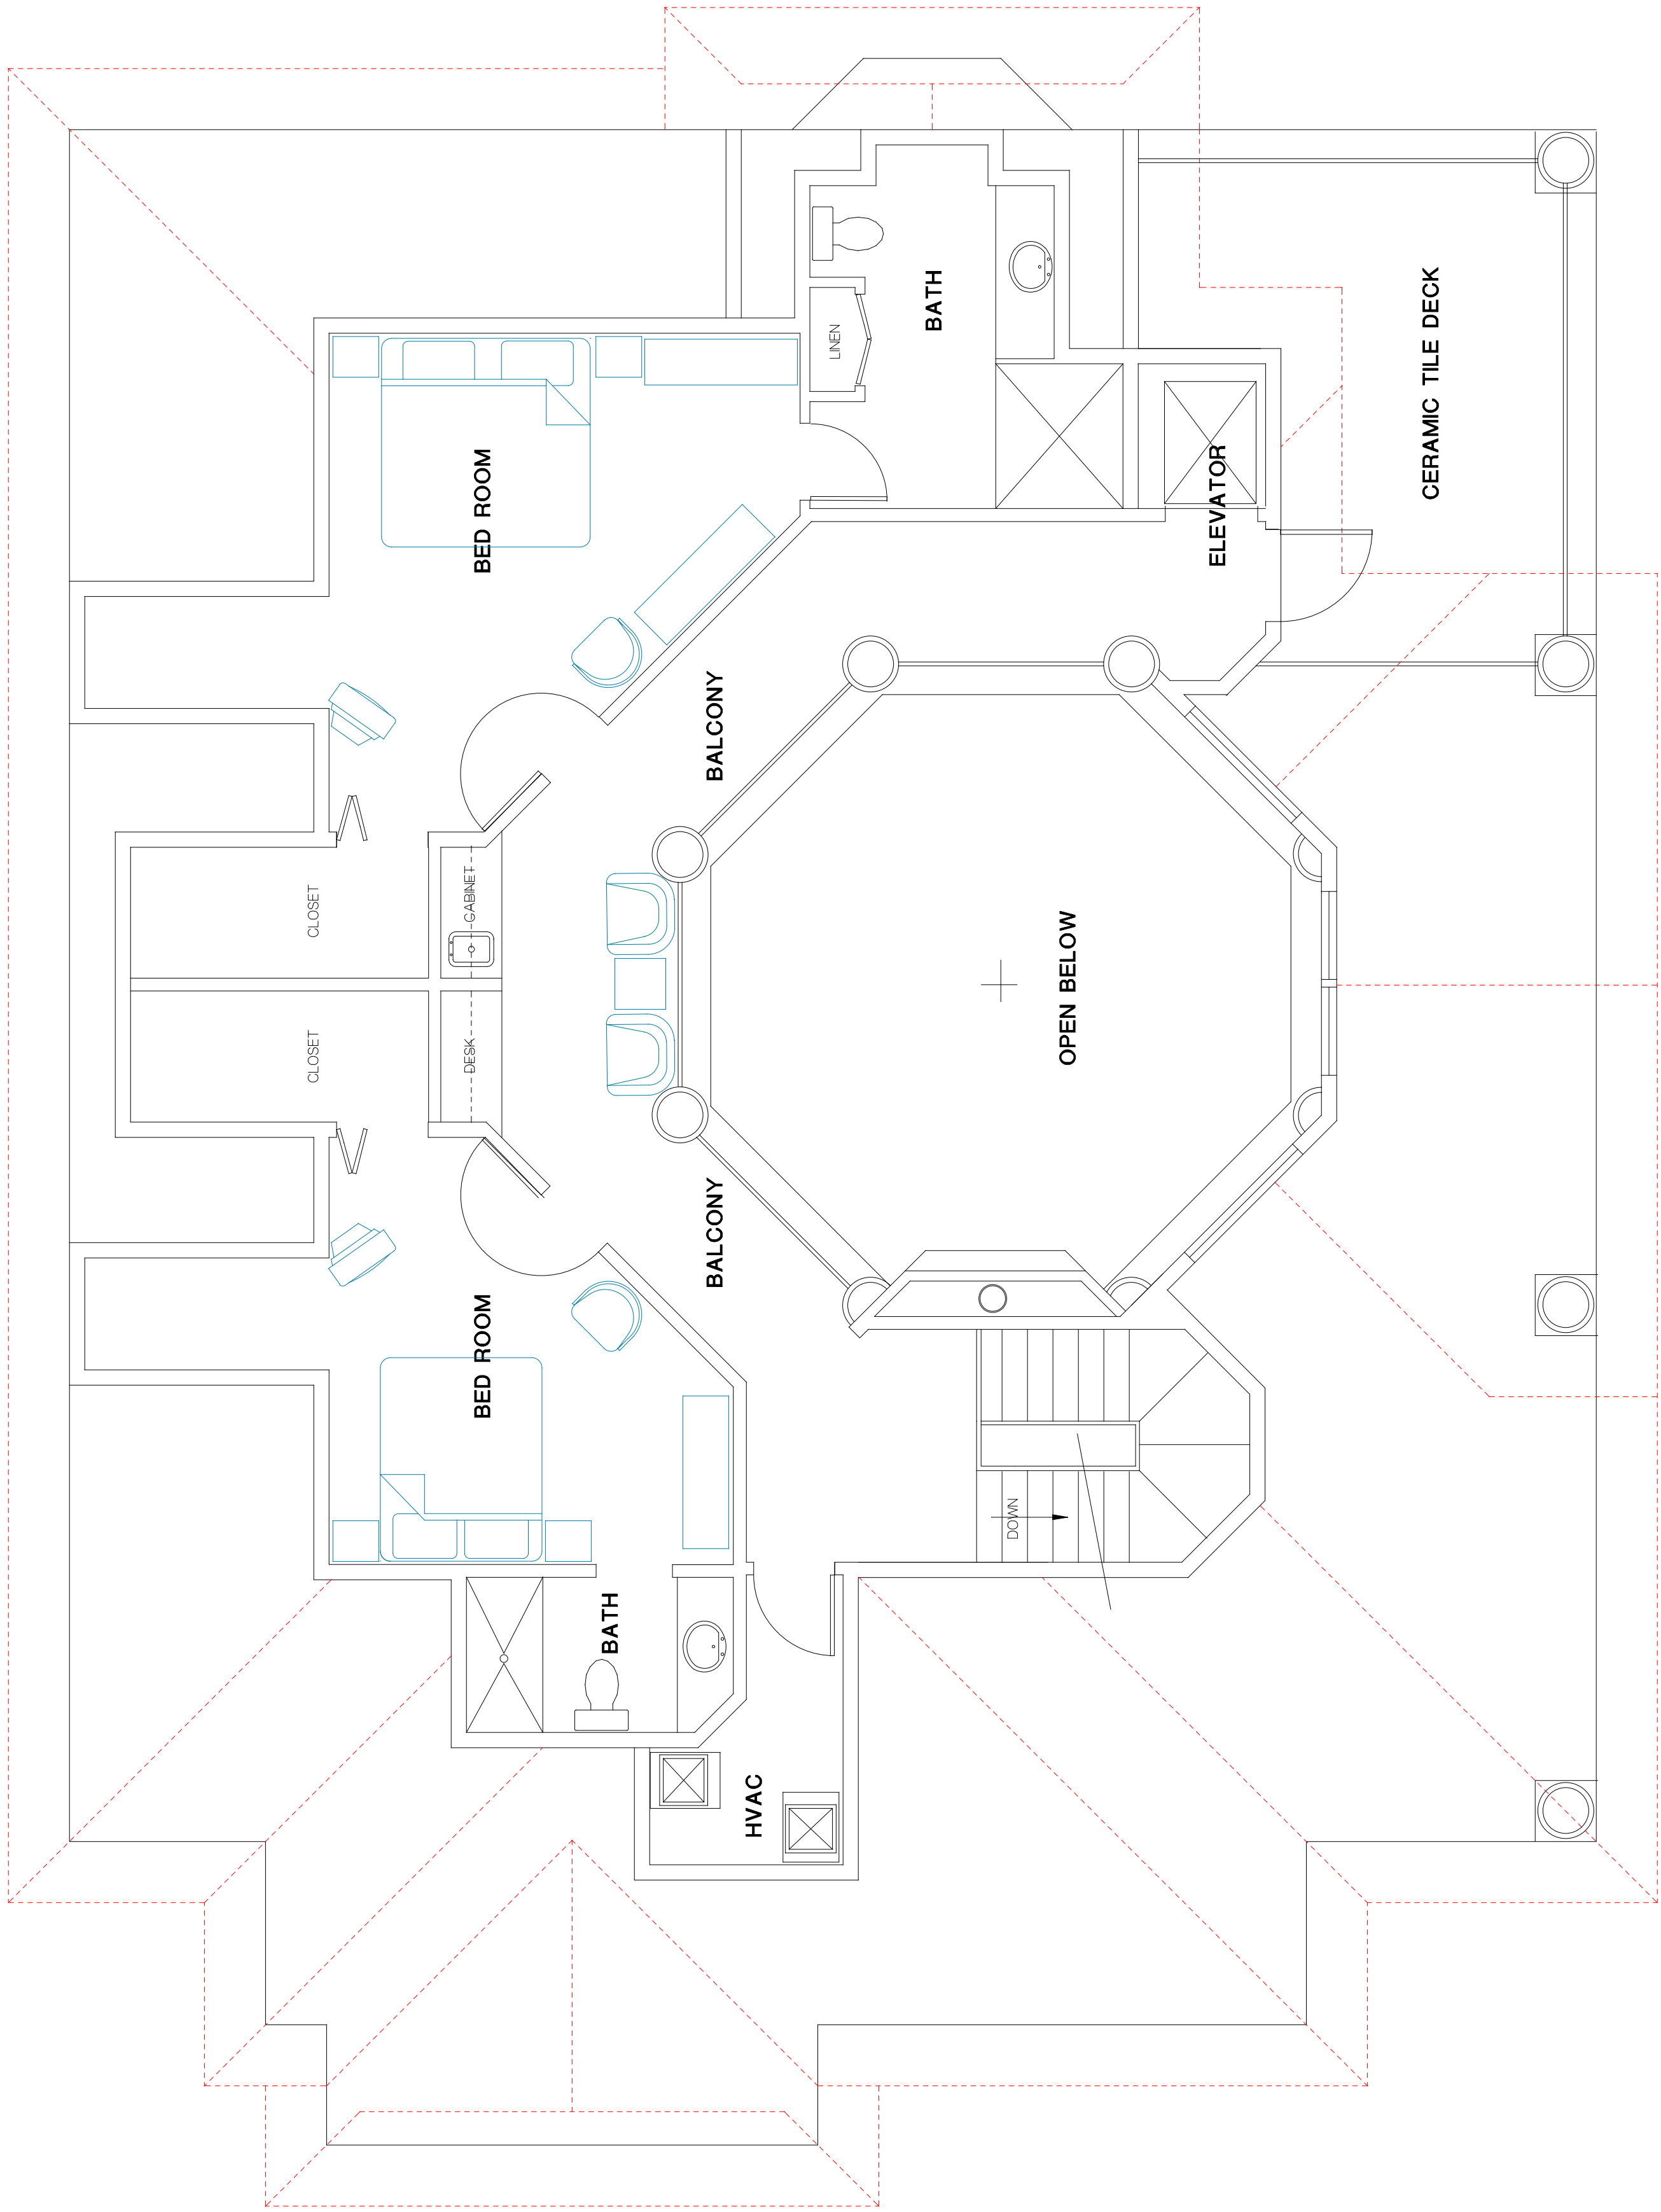 CERAMIC TILE DECK
BATH
LINEN
ELEVATOR
BED ROOM
BALCONY
OPEN BELOW
CLOSET
CABINET
CLOSET
DESK
BALCONY
BED ROOM
DOWN
BATH
HVAC